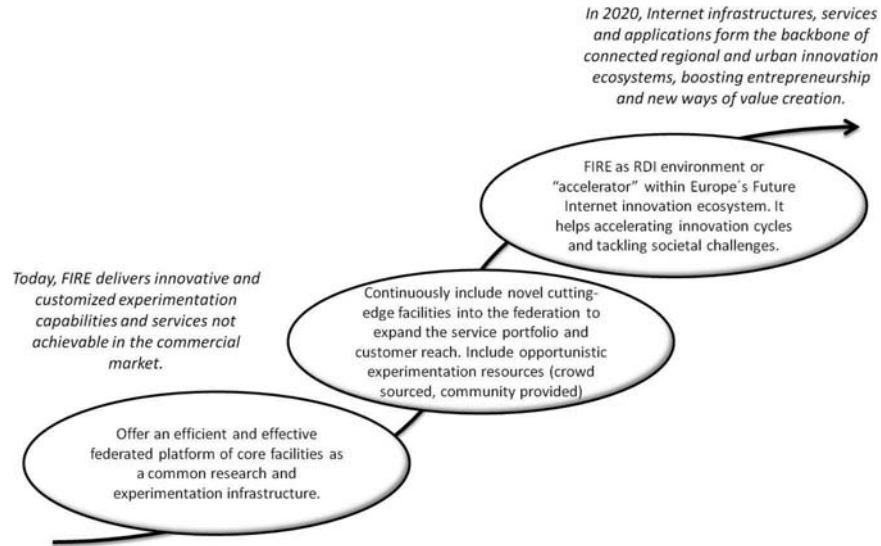 In 2020, Internet infrastructures, services
and applications form the backbone of
connected regional and urban innovation
ecosystems, boosting entrepreneurship
and new ways of value creation.
FIRE as RDI environment or
“accelerator” within Europe´s Future
Internet innovation ecosystem. It
helps accelerating innovation cycles
and tackling societal challenges.
Today, FIRE delivers innovative and
customized experimentation
capabilities and services not
achievable in the commercial
market.
Continuously include novel cutting-
edge facilities into the federation to
expand the service portfolio and
customer reach. Include opportunistic
experimentation resources (crowd
sourced, community provided)
Offer an efficient and effective
federated platform of core facilities as
a common research and
experimentation infrastructure.